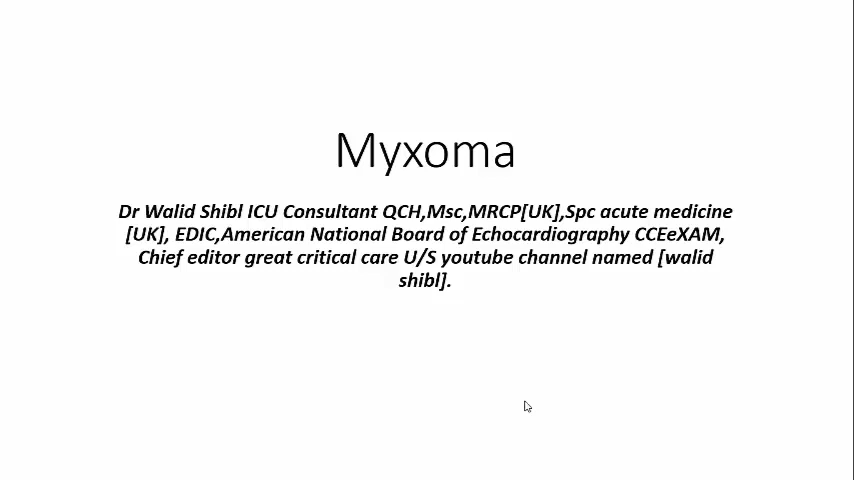 Myxoma
Dr Walid Shibl ICU Consultant QCH,Msc,MRCP[UK],Spc acute medicine
[UK], EDIC,American National Board of Echocardiography CCEeXAM,
Chief editor great critical care U/S youtube channel named [walid
shibl].